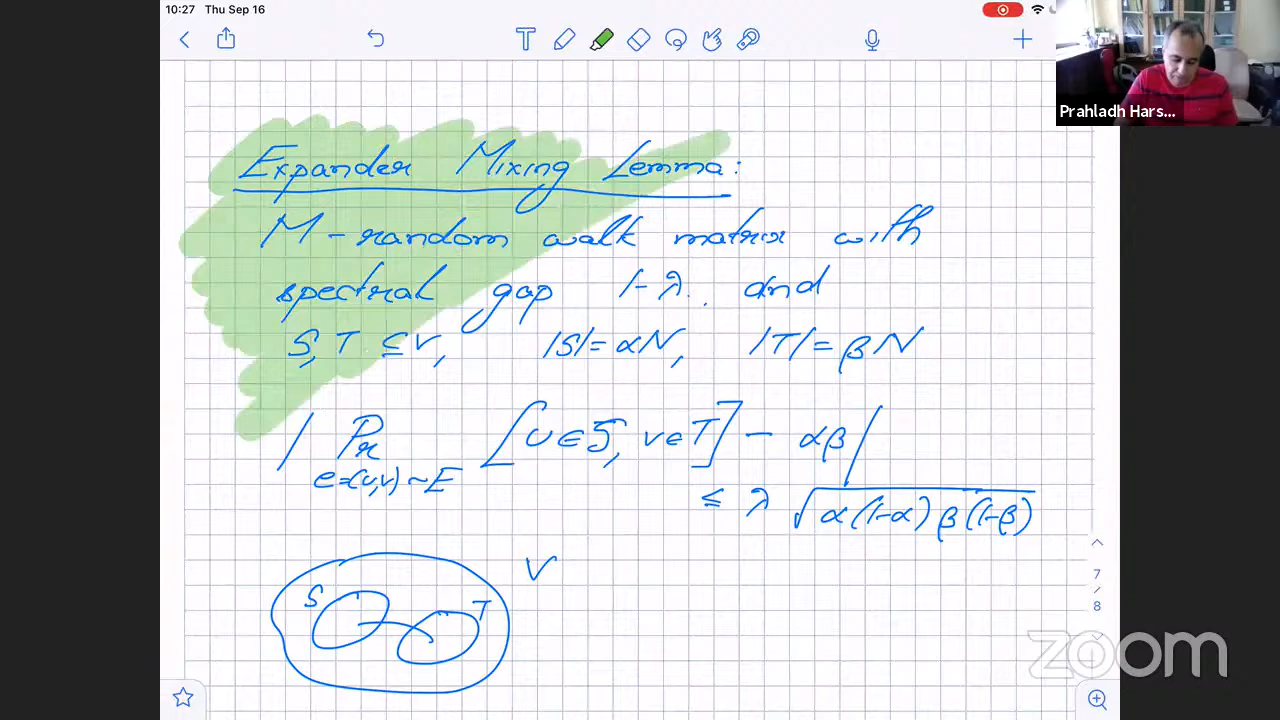 10:27 Thu Sep 16
Prahladh Hars...
Expander Mixing Lemma:
M - random walk matrix with
spectral gap 1-λ. and
S, T ⊆ V, |S| = αN, |T| = βN
| Pr [u ∈ S, v ∈ T] - αβ |
e=(u,v) ~ E
≤ λ √α(1-α) β(1-β)
V
S
T
7
/
8
zoom